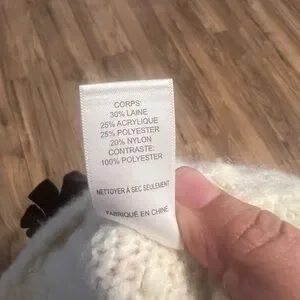 CORPS:
30% LAINE
25% ACRYLIQUE
25% POLYESTER
20% NYLON
CONTRASTE:
100% POLYESTER
NETTOYER À SEC SEULEMENT
FABRIQUÉ EN CHINE